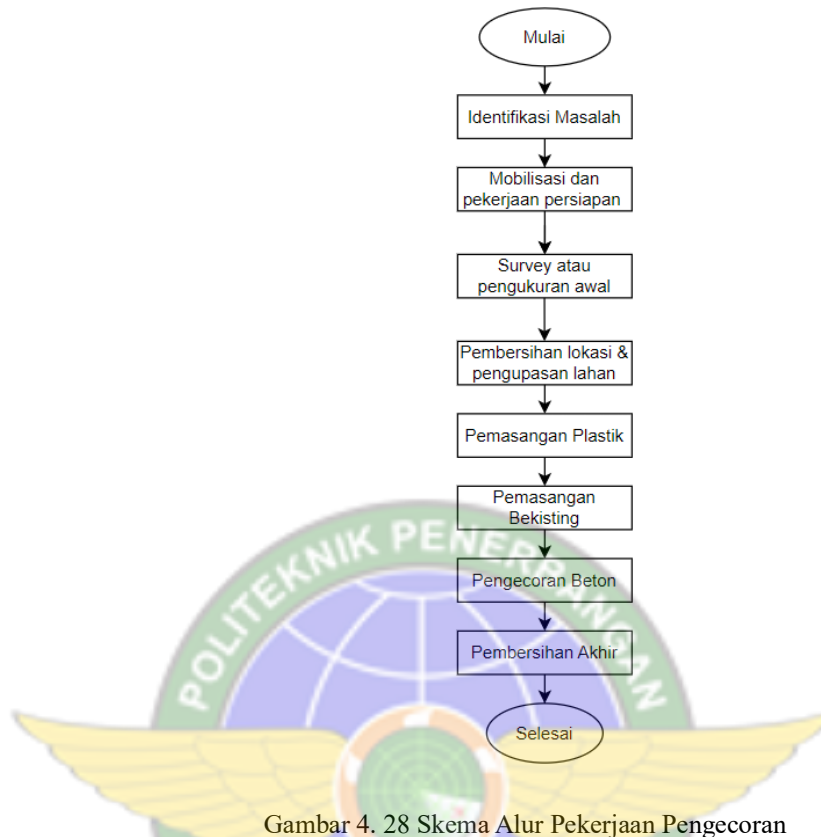 Mulai
Identifikasi Masalah
Mobilisasi dan
pekerjaan persiapan
Survey atau
pengukuran awal
Pembersihan lokasi &
pengupasan lahan
Pemasangan Plastik
Pemasangan
Bekisting
Pengecoran Beton
Pembersihan Akhir
Selesai
POLITEKNIK PENERBANGAN
Gambar 4. 28 Skema Alur Pekerjaan Pengecoran